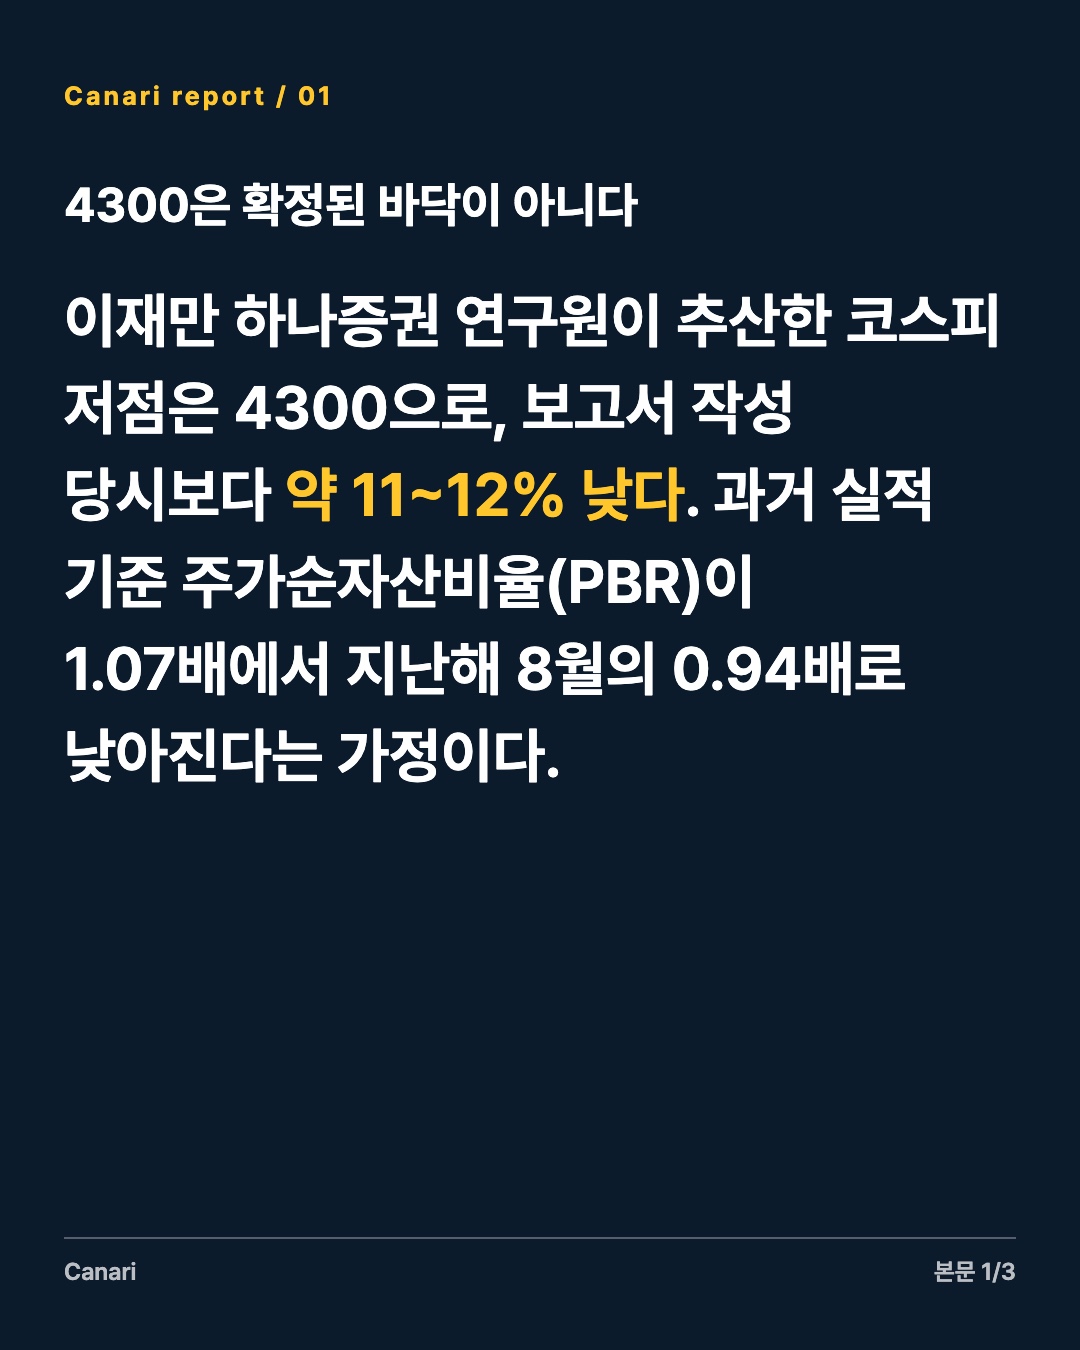 Canari report / 01
4300은 확정된 바닥이 아니다
이재만 하나증권 연구원이 추산한 코스피
저점은 4300으로, 보고서 작성
당시보다 약 11~12% 낮다. 과거 실적
기준 주가순자산비율(PBR)이
1.07배에서 지난해 8월의 0.94배로
낮아진다는 가정이다.
Canari
본문 1/3